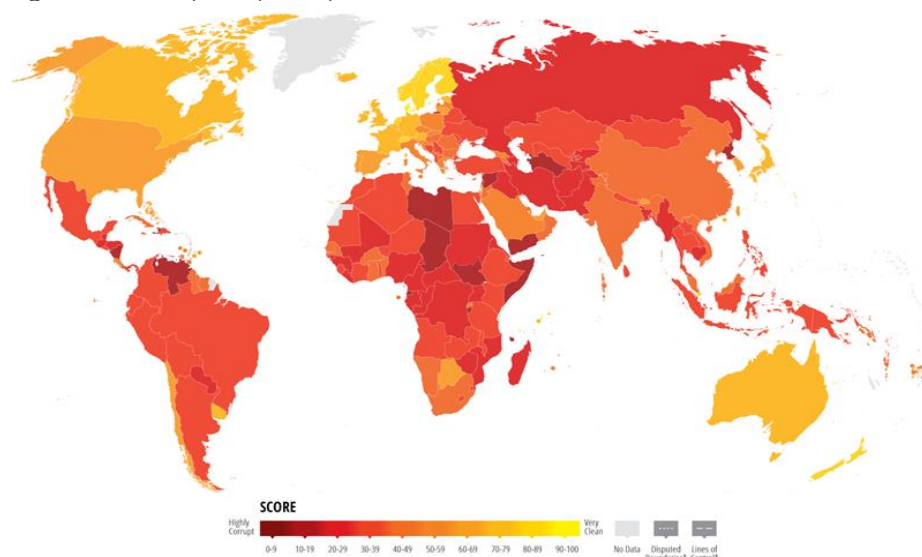 SCORE
Highly
Corrupt
Very
Clean
0-9 10-19 20-29 30-39 40-49 50-59 60-69 70-79 80-89 90-100
No Data
Disputed
Lines of